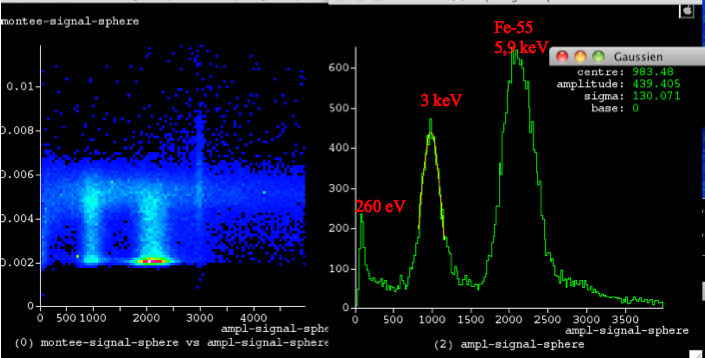 montee-signal-sphere
0.01
0.008
0.006
0.004
0.002
0
0 500 1000 2000 3000 4000
ampl-signal-sphe
(0) montee-signal-sphere vs ampl-signal-sphere
Fe-55
5,9 keV
3 keV
260 eV
Gaussien
centre: 983.48
amplitude: 439.405
sigma: 130.071
base: 0
600
500
400
300
200
100
0
0 500 1000 1500 2000 2500 3000 3500
ampl-signal-sphere
(2) ampl-signal-sphere